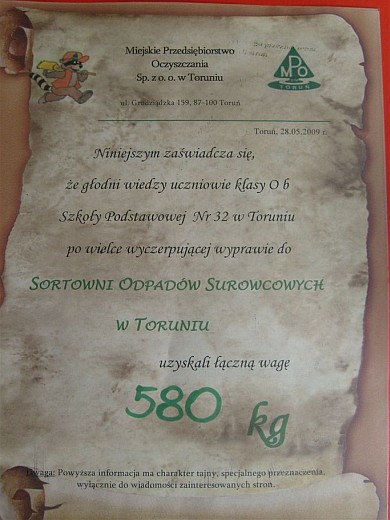 Miejskie Przedsiębiorstwo
Oczyszczania
Sp. z o. o. w Toruniu
MPO
TORUŃ
ul. Grudziądzka 159, 87-100 Toruń
Toruń, 28.05.2009 r.
Niniejszym zaświadcza się,
że głodni wiedzy uczniowie klasy O b
Szkoły Podstawowej Nr 32 w Toruniu
po wielce wyczerpującej wyprawie do
SORTOWNI ODPADÓW SUROWCOWYCH
W TORUNIU
uzyskali łączną wagę
580 kg
Uwaga: Powyższa informacja ma charakter tajny, specjalnego przeznaczenia,
wyłącznie do wiadomości zainteresowanych stron.